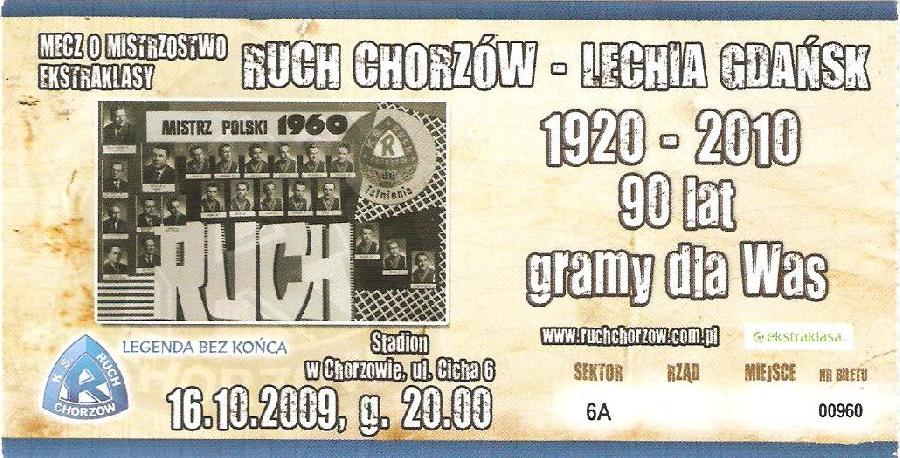 MECZ O MISTRZOSTWO
EKSTRAKLASY
RUCH CHORZÓW - LECHIA GDAŃSK
MISTRZ POLSKI 1960
R
istnienia
RUCH
1920 - 2010
90 lat
gramy dla Was
www.ruchchorzow.com.pl
ekstraklasa
K.S. RUCH
R
CHORZÓW
LEGENDA BEZ KOŃCA
Stadion
w Chorzowie, ul. Cicha 6
16.10.2009, g. 20.00
SEKTOR RZĄD MIEJSCE NR BILETU
6A 00960